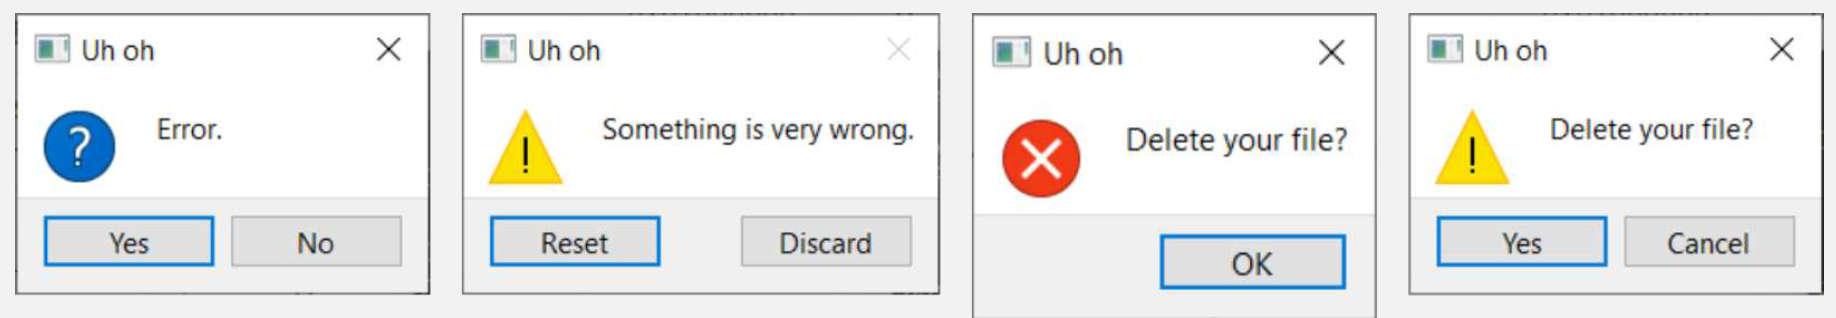 Uh oh
Error.
Yes No
Uh oh
Something is very wrong.
Reset Discard
Uh oh
Delete your file?
OK
Uh oh
Delete your file?
Yes Cancel